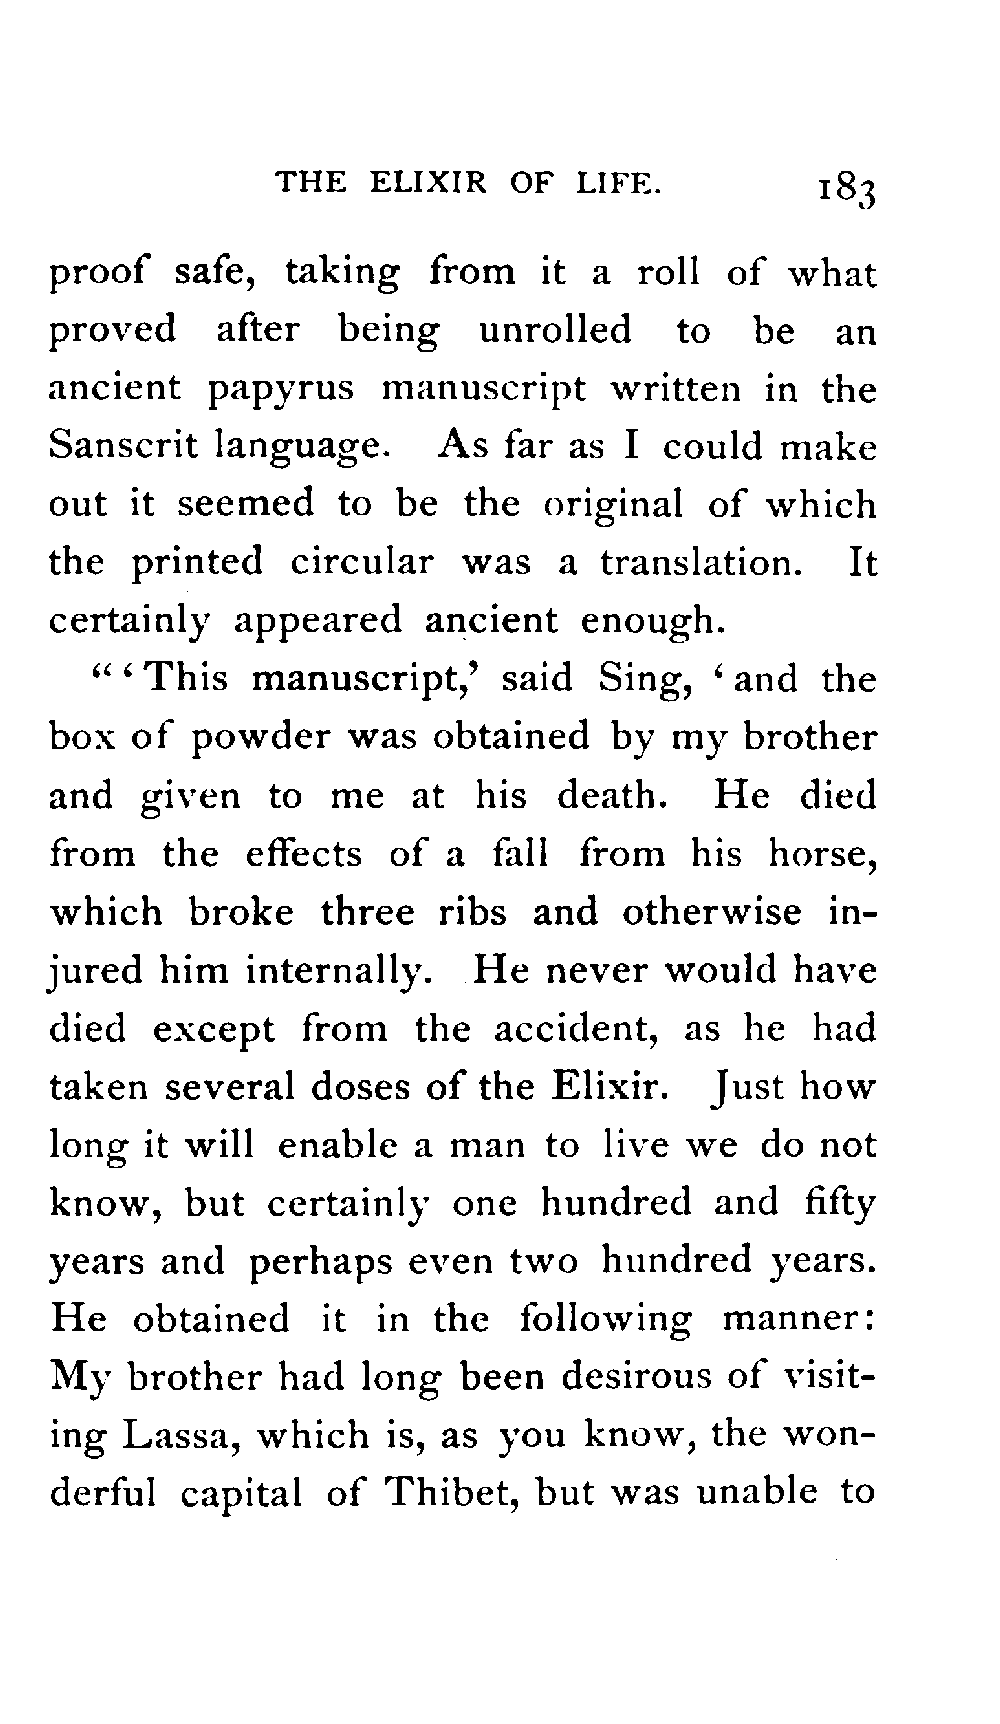 THE ELIXIR OF LIFE. 183
proof safe, taking from it a roll of what
proved after being unrolled to be an
ancient papyrus manuscript written in the
Sanscrit language. As far as I could make
out it seemed to be the original of which
the printed circular was a translation. It
certainly appeared ancient enough.
“‘This manuscript,’ said Sing, ‘and the
box of powder was obtained by my brother
and given to me at his death. He died
from the effects of a fall from his horse,
which broke three ribs and otherwise in-
jured him internally. He never would have
died except from the accident, as he had
taken several doses of the Elixir. Just how
long it will enable a man to live we do not
know, but certainly one hundred and fifty
years and perhaps even two hundred years.
He obtained it in the following manner:
My brother had long been desirous of visit-
ing Lassa, which is, as you know, the won-
derful capital of Thibet, but was unable to